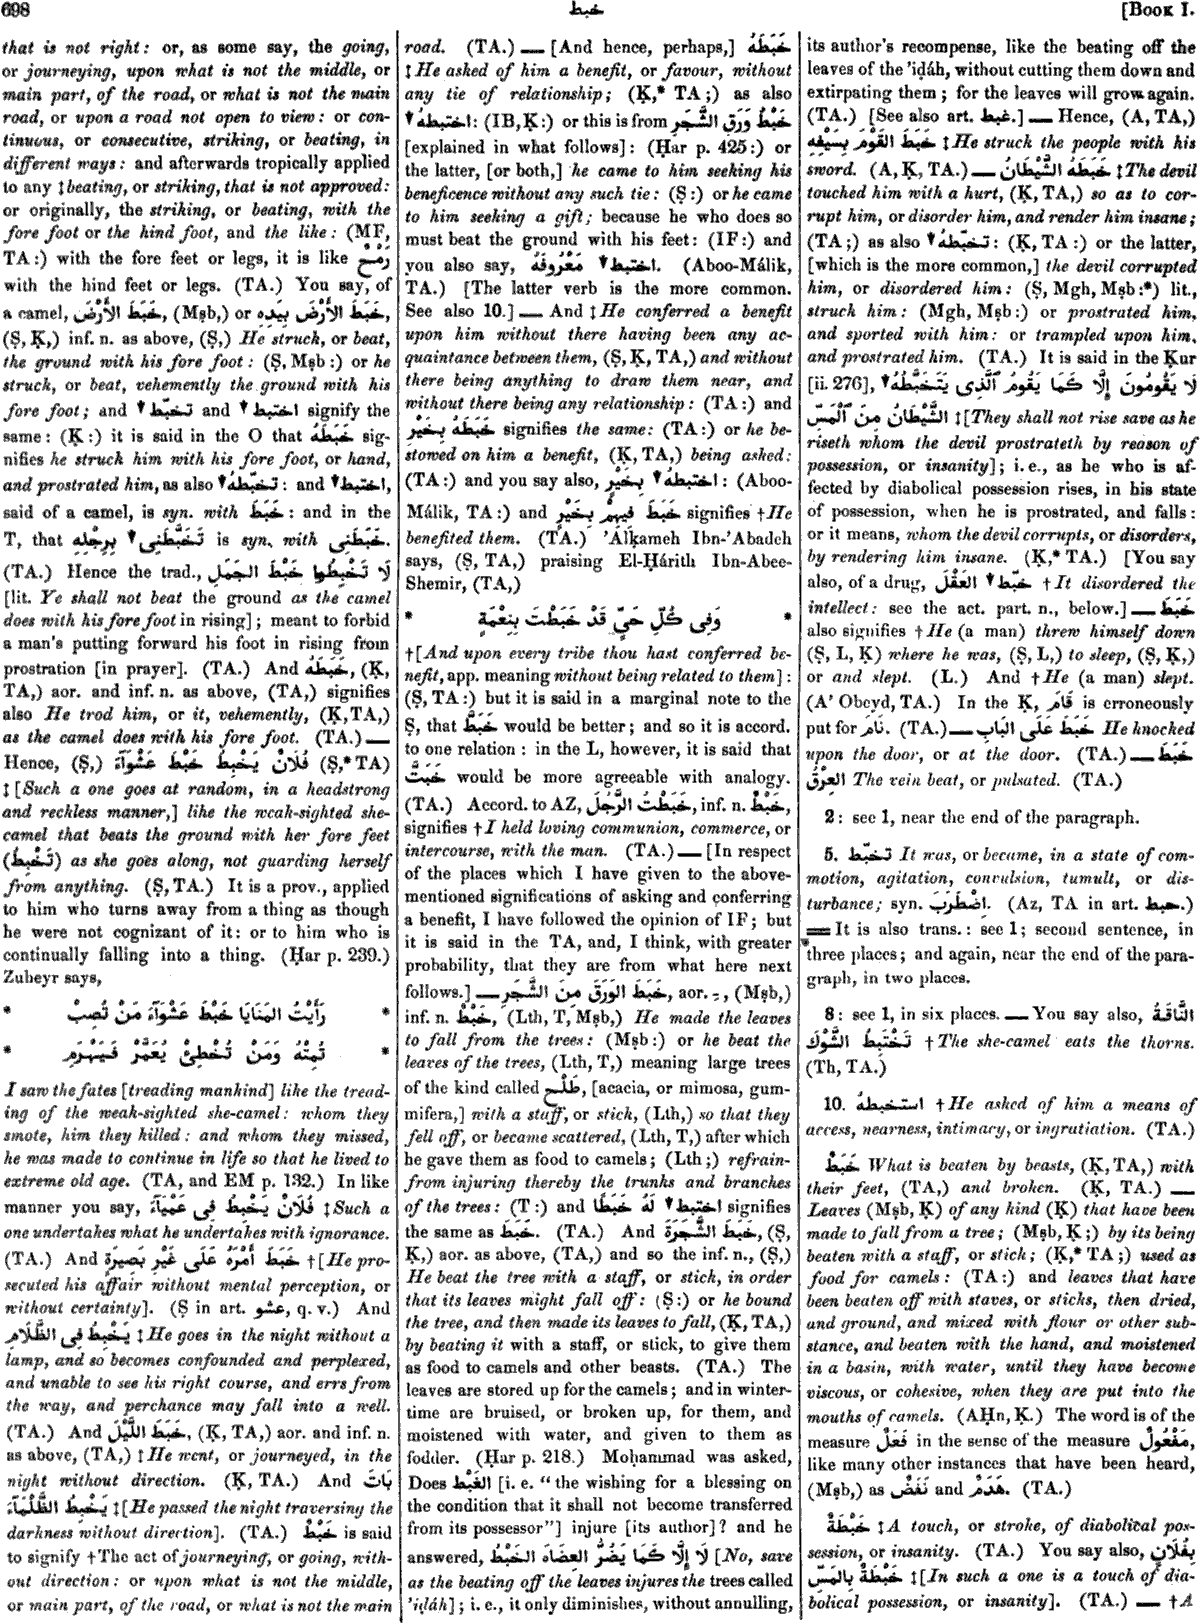 698
خبط
[BOOK I.
that is not right: or, as some say, the going,
or journeying, upon what is not the middle, or
main part, of the road, or what is not the main
road, or upon a road not open to view: or con-
tinuous, or consecutive, striking, or beating, in
different ways: and afterwards tropically applied
to any ‡beating, or striking, that is not approved:
or originally, the striking, or beating, with the
fore foot or the hind foot, and the like: (MF,
TA:) with the fore feet or legs, it is like رَمْحٌ
with the hind feet or legs. (TA.) You say, of
a camel, خَبَطَ الأَرْضَ, (Mṣb,) or خَبَطَ الأَرْضَ بِيَدِهِ,
(Ṣ, Ḳ,) inf. n. as above, (Ṣ,) He struck, or beat,
the ground with his fore foot: (Ṣ, Mṣb:) or he
struck, or beat, vehemently the ground with his
fore foot; and ▼ تخبّط and ▼ اختبط signify the
same: (Ḳ:) it is said in the O that خَبَطَهُ sig-
nifies he struck him with his fore foot, or hand,
and prostrated him, as also ▼ تخبّطهُ: and ▼ اختبط,
said of a camel, is syn. with خَبَطَ: and in the
T, that تَخَبَّطَنِى ▼ بِرِجْلِهِ is syn. with خَبَطَنِى.
(TA.) Hence the trad., لَا تَخْبِطُوا خَبْطَ الجَمَلِ
[lit. Ye shall not beat the ground as the camel
does with his fore foot in rising]; meant to forbid
a man's putting forward his foot in rising from
prostration [in prayer]. (TA.) And خَبَطَهُ, (Ḳ,
TA,) aor. and inf. n. as above, (TA,) signifies
also He trod him, or it, vehemently, (Ḳ, TA,)
as the camel does with his fore foot. (TA.) —
Hence, (Ṣ,) فُلَانٌ يَخْبِطُ خَبْطَ عَشْوَآءَ (Ṣ,* TA)
‡[Such a one goes at random, in a headstrong
and reckless manner,] like the weak-sighted she-
camel that beats the ground with her fore feet
(تَخْبِطُ) as she goes along, not guarding herself
from anything. (Ṣ, TA.) It is a prov., applied
to him who turns away from a thing as though
he were not cognizant of it: or to him who is
continually falling into a thing. (Ḥar p. 239.)
Zuheyr says,
* رَأَيْتُ المَنَايَا خَبْطَ عَشْوَآءَ مَنْ تُصِبْ *
* تُمِتْهُ وَمَنْ تُخْطِئْ يُعَمَّرْ فَيَهْرَمِ *
I saw the fates [treading mankind] like the tread-
ing of the weak-sighted she-camel: whom they
smote, him they killed: and whom they missed,
he was made to continue in life so that he lived to
extreme old age. (TA, and EM p. 132.) In like
manner you say, فُلَانٌ يَخْبِطُ فِى عَمْيَآءَ ‡Such a
one undertakes what he undertakes with ignorance.
(TA.) And خَبَطَ أَمْرَهُ عَلَى غَيْرِ بَصِيرَةٍ †[He pro-
secuted his affair without mental perception, or
without certainty]. (Ṣ in art. عشو, q. v.) And
يَخْبِطُ فِى الظَّلَامِ ‡He goes in the night without a
lamp, and so becomes confounded and perplexed,
and unable to see his right course, and errs from
the way, and perchance may fall into a well.
(TA.) And خَبَطَ اللَّيْلَ, (Ḳ, TA,) aor. and inf. n.
as above, (TA,) ‡He went, or journeyed, in the
night without direction. (Ḳ, TA.) And بَاتَ
يَخْبِطُ الظَّلْمَآءَ ‡[He passed the night traversing the
darkness without direction]. (TA.) خَبْطٌ is said
to signify †The act of journeying, or going, with-
out direction: or upon what is not the middle,
or main part, of the road, or what is not the main
road. (TA.) — [And hence, perhaps,] خَبَطَهُ
‡He asked of him a benefit, or favour, without
any tie of relationship; (Ḳ,* TA;) as also
▼ اختبطهُ: (IB, Ḳ:) or this is from خَبْطُ وَرَقِ الشَّجَرِ
[explained in what follows]: (Ḥar p. 425:) or
the latter, [or both,] he came to him seeking his
beneficence without any such tie: (Ṣ:) or he came
to him seeking a gift; because he who does so
must beat the ground with his feet: (IF:) and
you also say, اختبط ▼ مَعْرُوفَهُ. (Aboo-Málik,
TA.) [The latter verb is the more common.
See also 10.] — And ‡He conferred a benefit
upon him without there having been any ac-
quaintance between them, (Ṣ, Ḳ, TA,) and without
there being anything to draw them near, and
without there being any relationship: (TA:) and
خَبَطَهُ بِخَيْرٍ signifies the same: (TA:) or he be-
stowed on him a benefit, (Ḳ, TA,) being asked:
(TA:) and you say also, اختبطهُ ▼ بِخَيْرٍ: (Aboo-
Málik, TA:) and خَبَطَ فِيهِمْ بِخَيْرٍ signifies †He
benefited them. (TA.) 'Alḳameh Ibn-'Abadeh
says, (Ṣ, TA,) praising El-Ḥárith Ibn-Abee-
Shemir, (TA,)
* وَفِى كُلِّ حَىٍّ قَدْ خَبَطْتَ بِنِعْمَةٍ *
†[And upon every tribe thou hast conferred be-
nefit, app. meaning without being related to them]:
(Ṣ, TA:) but it is said in a marginal note to the
Ṣ, that خَبَطَّ would be better; and so it is accord.
to one relation: in the L, however, it is said that
خَبَتَّ would be more agreeable with analogy.
(TA.) Accord. to AZ, خَبَطْتُ الرَّجُلَ, inf. n. خَبْطٌ,
signifies †I held loving communion, commerce, or
intercourse, with the man. (TA.) — [In respect
of the places which I have given to the above-
mentioned significations of asking and conferring
a benefit, I have followed the opinion of IF; but
it is said in the TA, and, I think, with greater
probability, that they are from what here next
follows.] — خَبَطَ الوَرَقَ مِنَ الشَّجَرِ, aor. ـِ, (Mṣb,)
inf. n. خَبْطٌ, (Lth, T, Mṣb,) He made the leaves
to fall from the trees: (Mṣb:) or he beat the
leaves of the trees, (Lth, T,) meaning large trees
of the kind called طَلْح, [acacia, or mimosa, gum-
mifera,] with a staff, or stick, (Lth,) so that they
fell off, or became scattered, (Lth, T,) after which
he gave them as food to camels; (Lth;) refrain-
from injuring thereby the trunks and branches
of the trees: (T:) and اختبط ▼ لَهُ خَبَطًا signifies
the same as خَبَطَ. (TA.) And خَبَطَ الشَّجَرَةَ, (Ṣ,
Ḳ,) aor. as above, (TA,) and so the inf. n., (Ṣ,)
He beat the tree with a staff, or stick, in order
that its leaves might fall off: (Ṣ:) or he bound
the tree, and then made its leaves to fall, (Ḳ, TA,)
by beating it with a staff, or stick, to give them
as food to camels and other beasts. (TA.) The
leaves are stored up for the camels; and in winter-
time are bruised, or broken up, for them, and
moistened with water, and given to them as
fodder. (Ḥar p. 218.) Moḥammad was asked,
Does الغَبْط [i. e. "the wishing for a blessing on
the condition that it shall not become transferred
from its possessor"] injure [its author]? and he
answered, لَا إِلَّا كَمَا يَضُرُّ العِضَاهَ الخَبْطُ [No, save
as the beating off the leaves injures the trees called
'iḍáh]; i. e., it only diminishes, without annulling,
its author's recompense, like the beating off the
leaves of the 'iḍáh, without cutting them down and
extirpating them; for the leaves will grow again.
(TA.) [See also art. غبط.] — Hence, (A, TA,)
خَبَطَ القَوْمَ بِسَيْفِهِ ‡He struck the people with his
sword. (A, Ḳ, TA.) — خَبَطَهُ الشَّيْطَانُ ‡The devil
touched him with a hurt, (Ḳ, TA,) so as to cor-
rupt him, or disorder him, and render him insane;
(TA;) as also ▼ تخبّطهُ: (Ḳ, TA:) or the latter,
[which is the more common,] the devil corrupted
him, or disordered him: (Ṣ, Mgh, Mṣb:*) lit.,
struck him: (Mgh, Mṣb:) or prostrated him,
and sported with him: or trampled upon him,
and prostrated him. (TA.) It is said in the Ḳur
[ii. 276], لَا يَقُومُونَ إِلَّا كَمَا يَقُومُ ٱلَّذِى يَتَخَبَّطُهُ ▼
الشَّيْطَانُ مِنَ ٱلْمَسِّ ‡[They shall not rise save as he
riseth whom the devil prostrateth by reason of
possession, or insanity]; i. e., as he who is af-
fected by diabolical possession rises, in his state
of possession, when he is prostrated, and falls:
or it means, whom the devil corrupts, or disorders,
by rendering him insane. (Ḳ,* TA.) [You say
also, of a drug, خبّط ▼ العَقْلَ †It disordered the
intellect: see the act. part. n., below.] — خَبَطَ
also signifies †He (a man) threw himself down
(Ṣ, L, Ḳ) where he was, (Ṣ, L,) to sleep, (Ṣ, Ḳ,)
or and slept. (L.) And †He (a man) slept.
(A'Obeyd, TA.) In the Ḳ, قَامَ is erroneously
put for نَامَ. (TA.) — خَبَطَ عَلَى البَابِ He knocked
upon the door, or at the door. (TA.) — خَبَطَ
العِرْقُ The vein beat, or pulsated. (TA.)
2: see 1, near the end of the paragraph.
5. تخبّط It was, or became, in a state of com-
motion, agitation, convulsion, tumult, or dis-
turbance; syn. اِضْطَرَبَ. (Az, TA in art. حبط.)
═ It is also trans.: see 1; second sentence, in
three places; and again, near the end of the para-
graph, in two places.
8: see 1, in six places. — You say also, النَّاقَةُ
تَخْتَبِطُ الشَّوْكَ †The she-camel eats the thorns.
(Th, TA.)
10. استخبطهُ †He asked of him a means of
access, nearness, intimacy, or ingratiation. (TA.)
خَبَطٌ What is beaten by beasts, (Ḳ, TA,) with
their feet, (TA,) and broken. (Ḳ, TA.) —
Leaves (Mṣb, Ḳ) of any kind (Ḳ) that have been
made to fall from a tree; (Mṣb, Ḳ;) by its being
beaten with a staff, or stick; (Ḳ,* TA;) used as
food for camels: (TA:) and leaves that have
been beaten off with staves, or sticks, then dried,
and ground, and mixed with flour or other sub-
stance, and beaten with the hand, and moistened
in a basin, with water, until they have become
viscous, or cohesive, when they are put into the
mouths of camels. (AḤn, Ḳ.) The word is of the
measure فَعَلٌ in the sense of the measure مَفْعُولٌ,
like many other instances that have been heard,
(Mṣb,) as نَفَضٌ and هَدَمٌ. (TA.)
خَبْطَةٌ ‡A touch, or stroke, of diabolical pos-
session, or insanity. (TA.) You say also, بِفُلَانٍ
خَبْطَةٌ بِالمَسِّ ‡[In such a one is a touch of dia-
bolical possession, or insanity]. (TA.) — †A